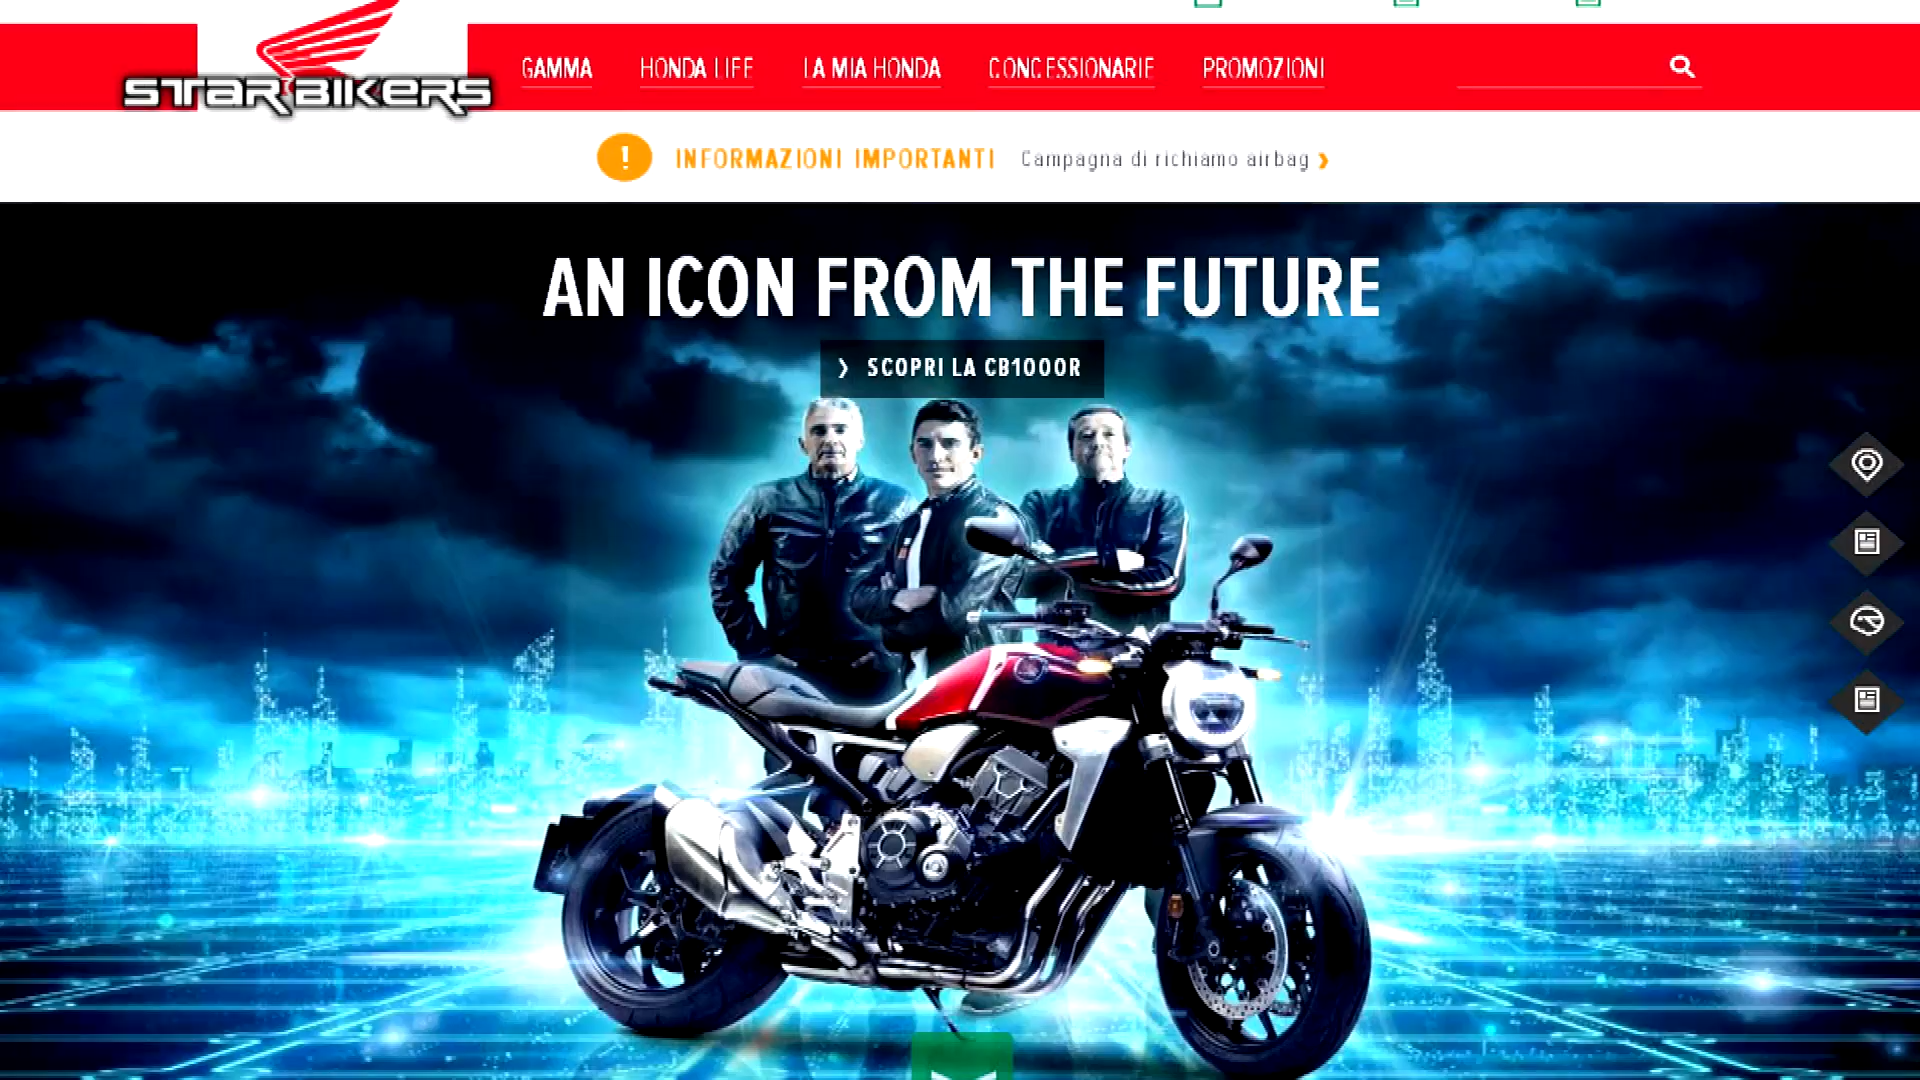 STARBIKERS
GAMMA HONDA LIFE LA MIA HONDA CONCESSIONARIE PROMOZIONI
! INFORMAZIONI IMPORTANTI Campagna di richiamo airbag
AN ICON FROM THE FUTURE
SCOPRI LA CB1000R